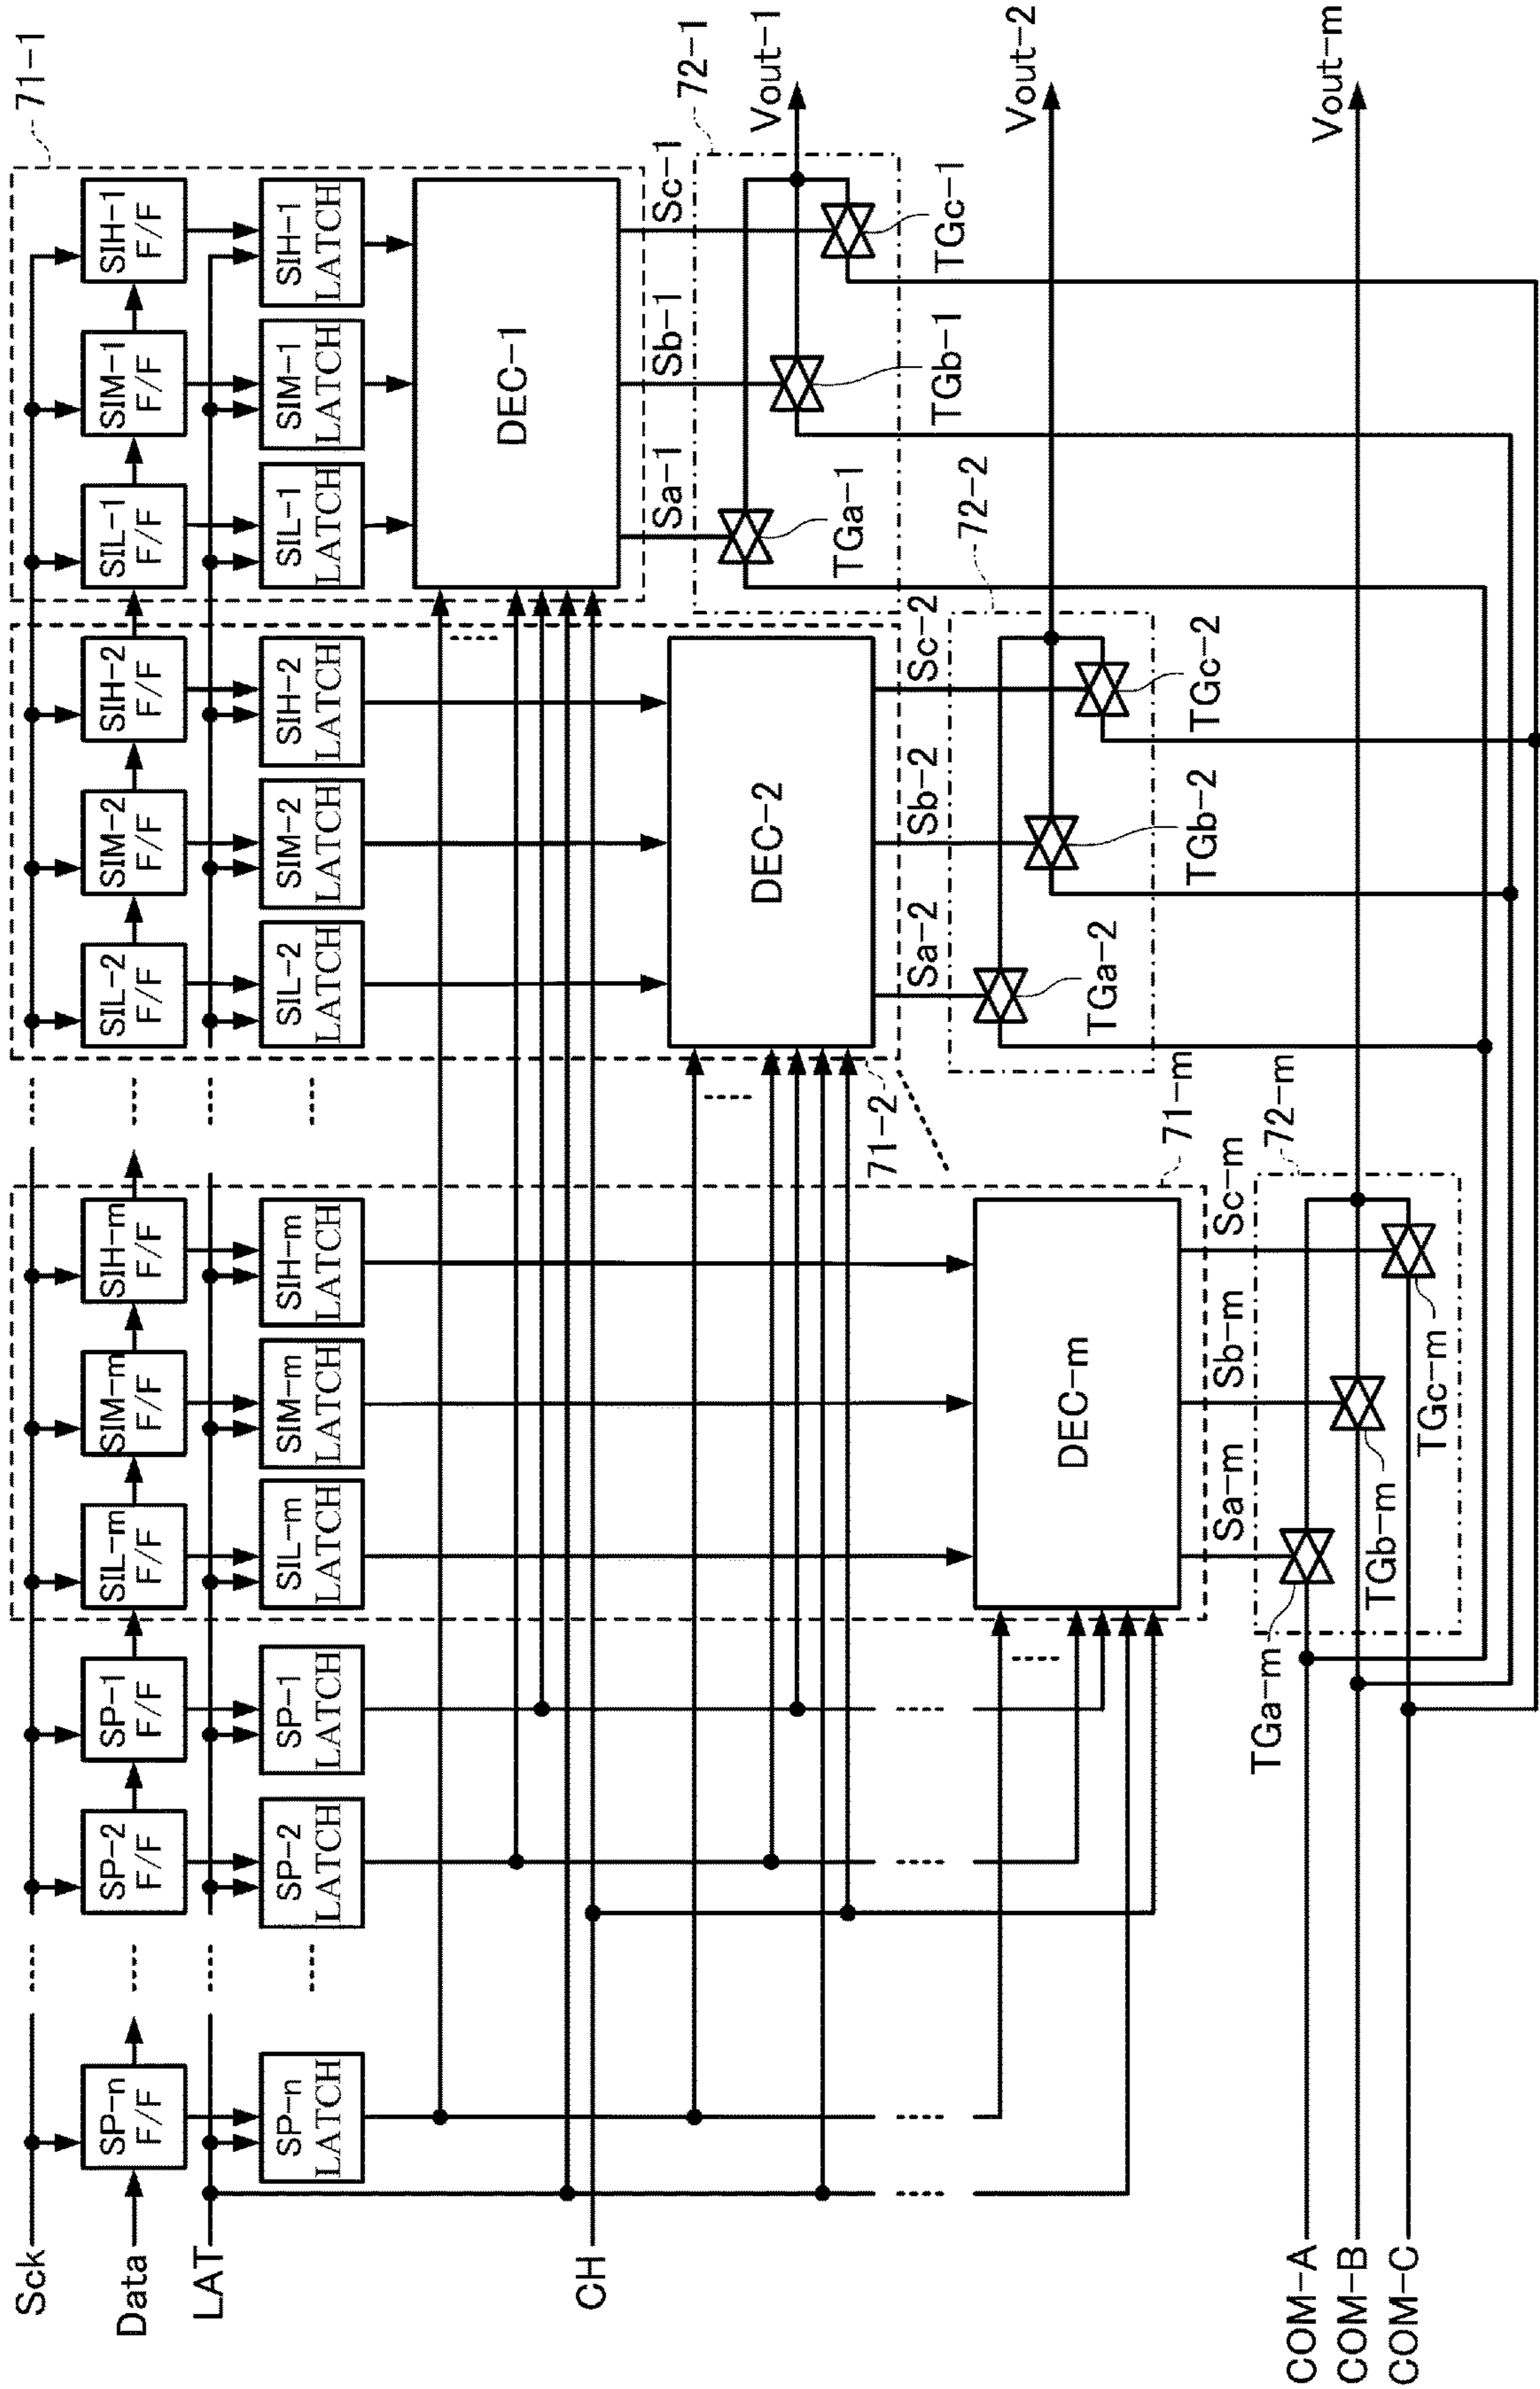 Sck
Data
LAT
CH
COM-A
COM-B
COM-C
SP-n
F/F
SP-2
F/F
SP-1
F/F
SIL-m
F/F
SIM-m
F/F
SIH-m
F/F
SIL-2
F/F
SIM-2
F/F
SIH-2
F/F
SIL-1
F/F
SIM-1
F/F
SIH-1
F/F
SP-n
LATCH
SP-2
LATCH
SP-1
LATCH
SIL-m
LATCH
SIM-m
LATCH
SIH-m
LATCH
SIL-2
LATCH
SIM-2
LATCH
SIH-2
LATCH
SIL-1
LATCH
SIM-1
LATCH
SIH-1
LATCH
71-1
DEC-1
Sa-1
Sb-1
Sc-1
72-1
Vout-1
TGa-1
TGb-1
TGc-1
DEC-2
71-2
Sa-2
Sb-2
Sc-2
72-2
Vout-2
TGa-2
TGb-2
TGc-2
DEC-m
71-m
Sa-m
Sb-m
Sc-m
72-m
Vout-m
TGa-m
TGb-m
TGc-m